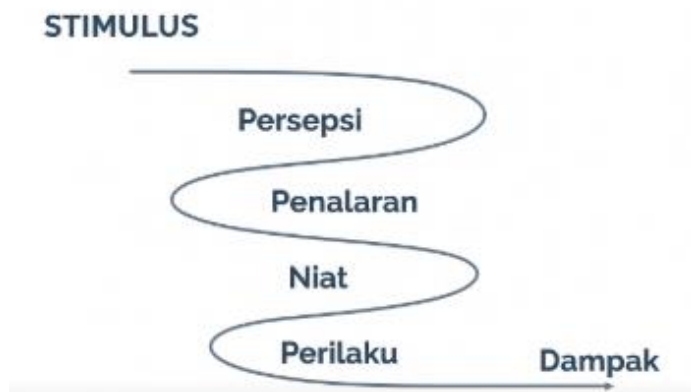 STIMULUS
Persepsi
Penalaran
Niat
Perilaku
Dampak